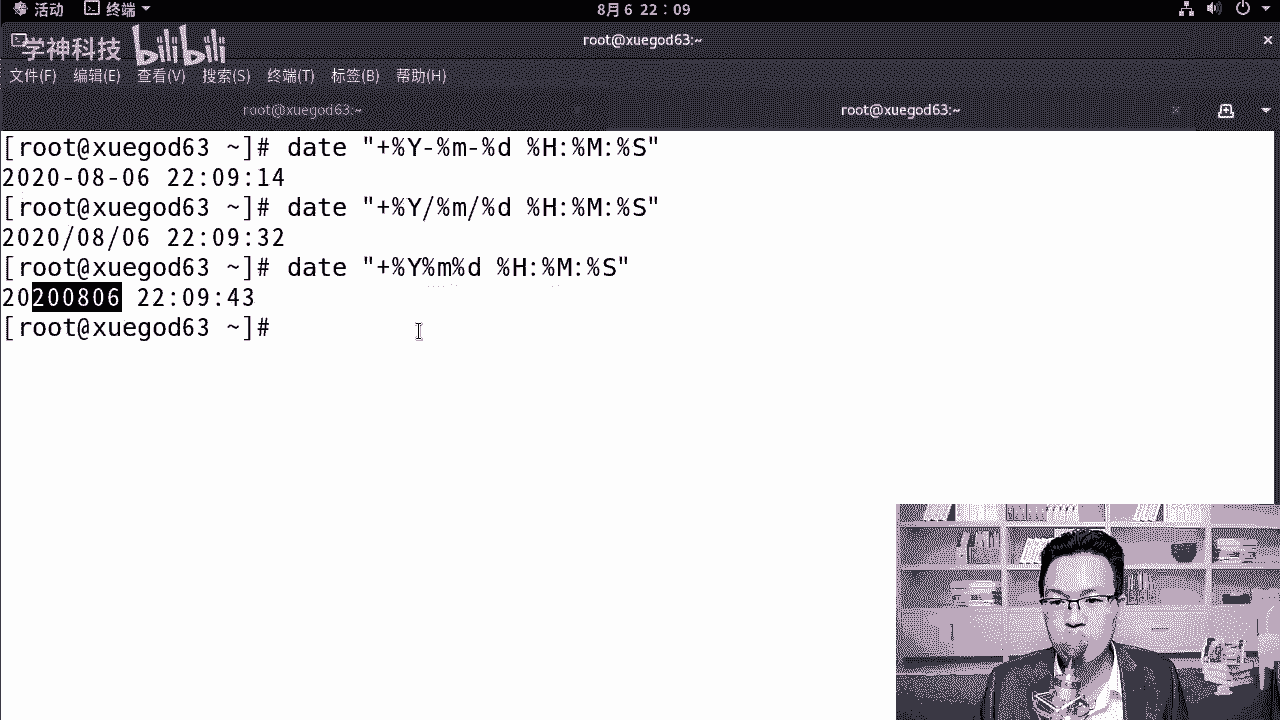 活动 终端 8月6 22：09
学神科技 bilibili
root@xuegod63:~ ×
文件(F) 编辑(E) 查看(V) 搜索(S) 终端(T) 标签(B) 帮助(H)
root@xuegod63:~ × root@xuegod63:~ ×
[root@xuegod63 ~]# date "+%Y-%m-%d %H:%M:%S"
2020-08-06 22:09:14
[root@xuegod63 ~]# date "+%Y/%m/%d %H:%M:%S"
2020/08/06 22:09:32
[root@xuegod63 ~]# date "+%Y%m%d %H:%M:%S"
20200806 22:09:43
[root@xuegod63 ~]#